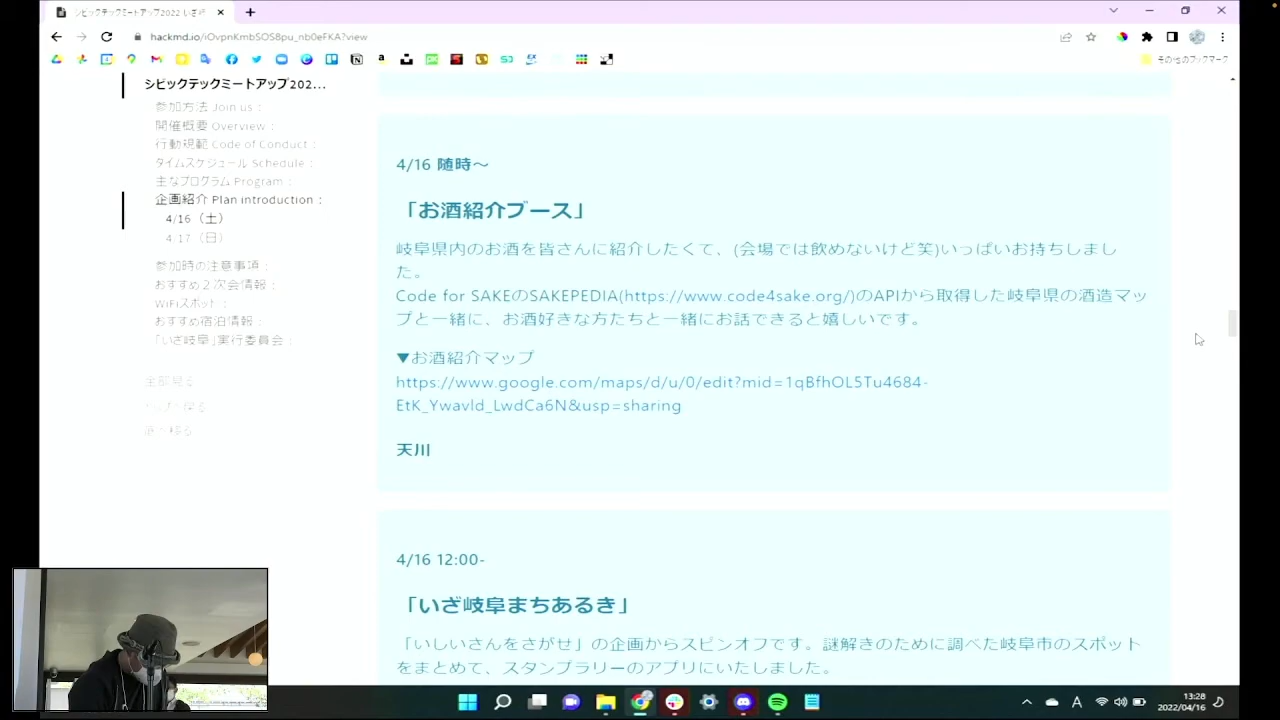 シビックテックミートアップ2022 いざ岐
hackmd.io/iOvpnKmbSOS8pu_nb0eFKA?view
その他のブックマーク
シビックテックミートアップ202...
参加方法 Join us :
開催概要 Overview :
行動規範 Code of Conduct :
タイムスケジュール Schedule :
主なプログラム Program :
企画紹介 Plan introduction :
4/16（土）
4/17（日）
参加時の注意事項 :
おすすめ２次会情報 :
WiFiスポット :
おすすめ宿泊情報 :
「いざ岐阜」実行委員会 :
全部見る
4/16 随時～
「お酒紹介ブース」
岐阜県内のお酒を皆さんに紹介したくて、(会場では飲めないけど笑)いっぱいお持ちしまし
た。
Code for SAKEのSAKEPEDIA(https://www.code4sake.org/)のAPIから取得した岐阜県の酒造マッ
プと一緒に、お酒好きな方たちと一緒にお話できると嬉しいです。
▼お酒紹介マップ
https://www.google.com/maps/d/u/0/edit?mid=1qBfhOL5Tu4684-
EtK_Ywavld_LwdCa6N&usp=sharing
天川
4/16 12:00-
「いざ岐阜まちあるき」
「いしいさんをさがせ」の企画からスピンオフです。謎解きのために調べた岐阜市のスポット
をまとめて、スタンプラリーのアプリにいたしました。
A
13:28
2022/04/16